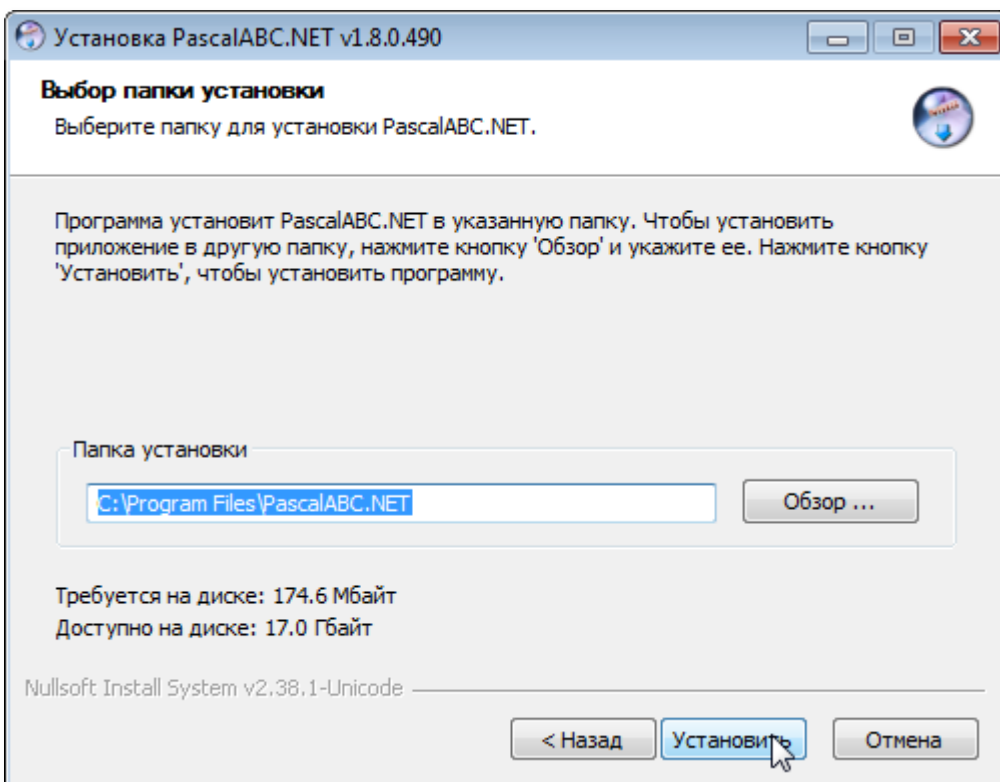 Установка PascalABC.NET v1.8.0.490
Выбор папки установки
Выберите папку для установки PascalABC.NET.
Программа установит PascalABC.NET в указанную папку. Чтобы установить
приложение в другую папку, нажмите кнопку 'Обзор' и укажите ее. Нажмите кнопку
'Установить', чтобы установить программу.
Папка установки
C:\Program Files\PascalABC.NET
Обзор ...
Требуется на диске: 174.6 Мбайт
Доступно на диске: 17.0 Гбайт
Nullsoft Install System v2.38.1-Unicode
< Назад Установить Отмена